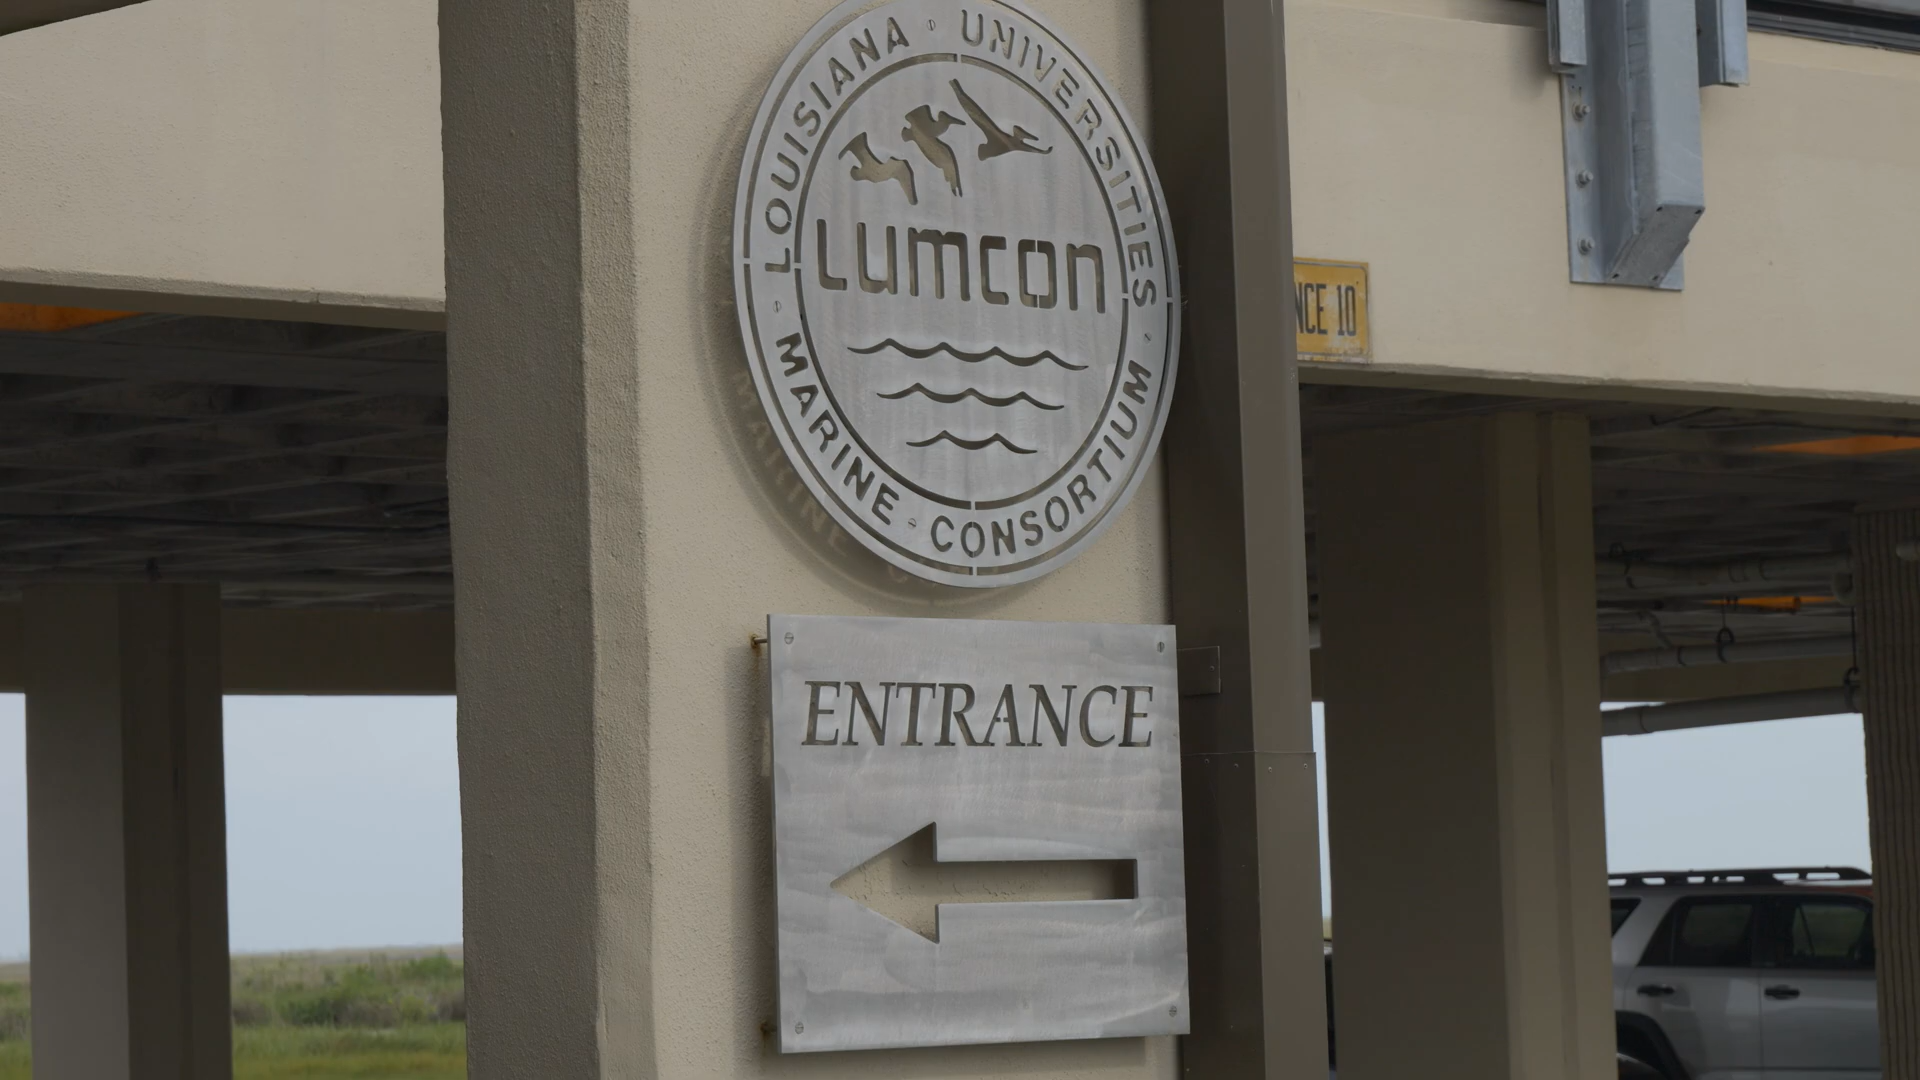 LOUISIANA · UNIVERSITIES
LUMCON
· MARINE · CONSORTIUM ·
NCE 10
ENTRANCE